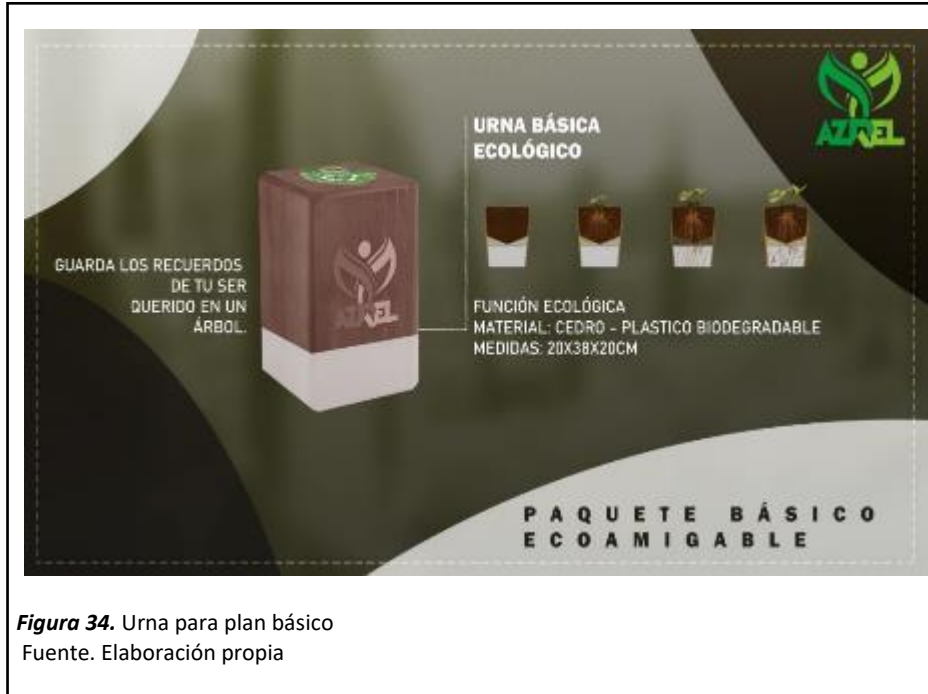 AZRAEL
URNA BÁSICA
ECOLÓGICO
GUARDA LOS RECUERDOS
DE TU SER
QUERIDO EN UN
ÁRBOL.
FUNCIÓN ECOLÓGICA
MATERIAL: CEDRO - PLASTICO BIODEGRADABLE
MEDIDAS: 20X38X20CM
PAQUETE BÁSICO
ECOAMIGABLE
Figura 34. Urna para plan básico
Fuente. Elaboración propia